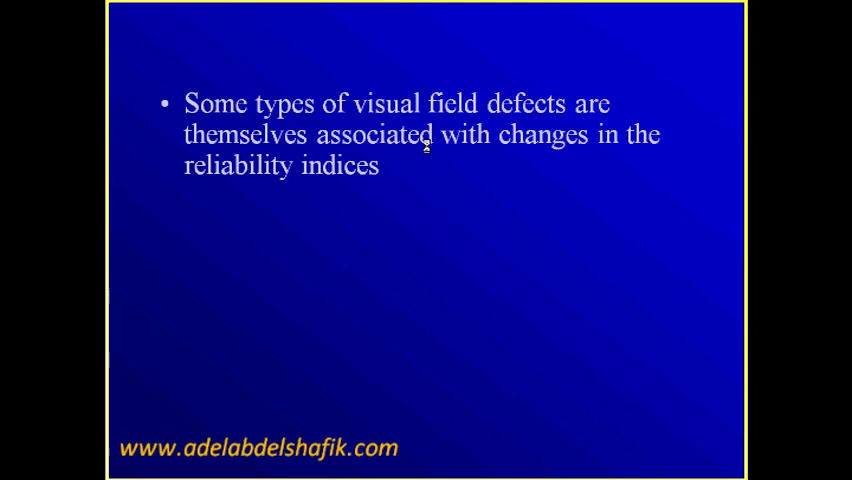 • Some types of visual field defects are
themselves associated with changes in the
reliability indices
www.adelabdelshafik.com